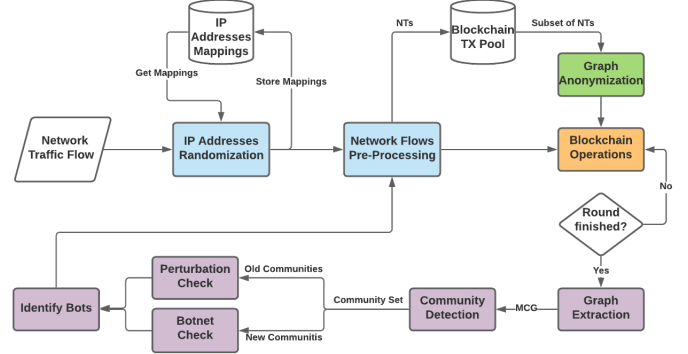 IP
Addresses
Mappings
NTs
Blockchain
TX Pool
Subset of NTs
Graph
Anonymization
Get Mappings
Store Mappings
Network
Traffic Flow
IP Addresses
Randomization
Network Flows
Pre-Processing
Blockchain
Operations
No
Round
finished?
Yes
Perturbation
Check
Old Communities
Identify Bots
Community Set
Community
Detection
MCG
Graph
Extraction
Botnet
Check
New Communitis